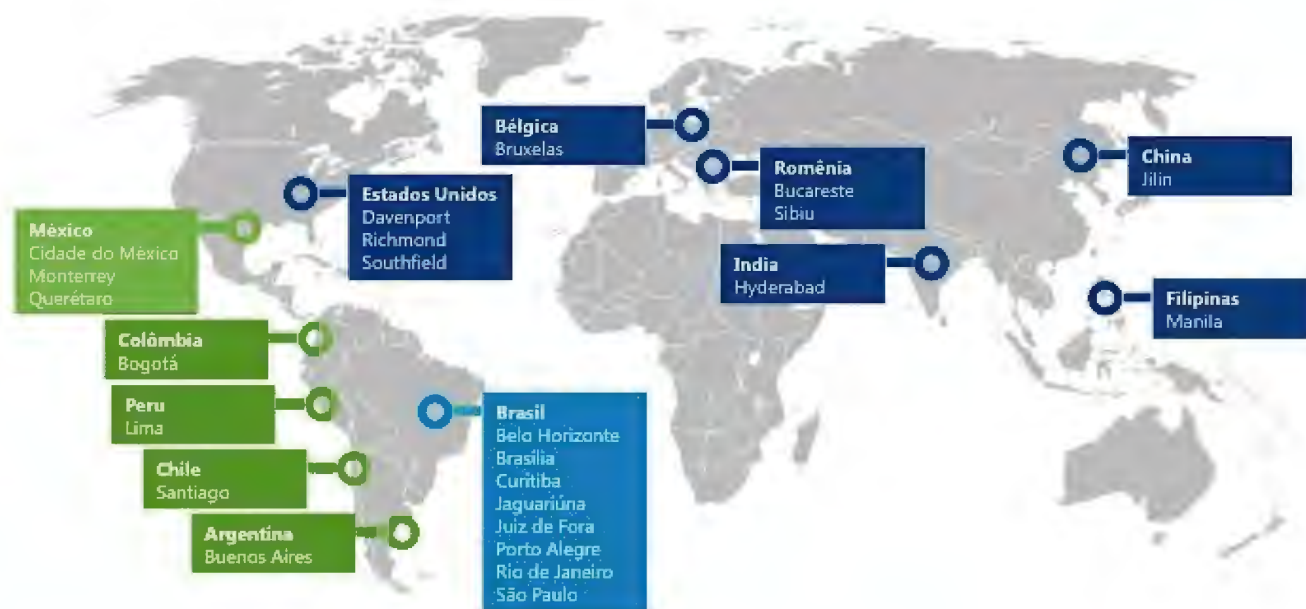 Bélgica
Bruxelas
Romênia
Bucareste
Sibiu
China
Jilin
Estados Unidos
Davenport
Richmond
Southfield
México
Cidade do México
Monterrey
Querétaro
India
Hyderabad
Filipinas
Manila
Colômbia
Bogotá
Peru
Lima
Brasil
Belo Horizonte
Brasília
Curitiba
Jaguariúna
Juiz de Fora
Porto Alegre
Rio de Janeiro
São Paulo
Chile
Santiago
Argentina
Buenos Aires